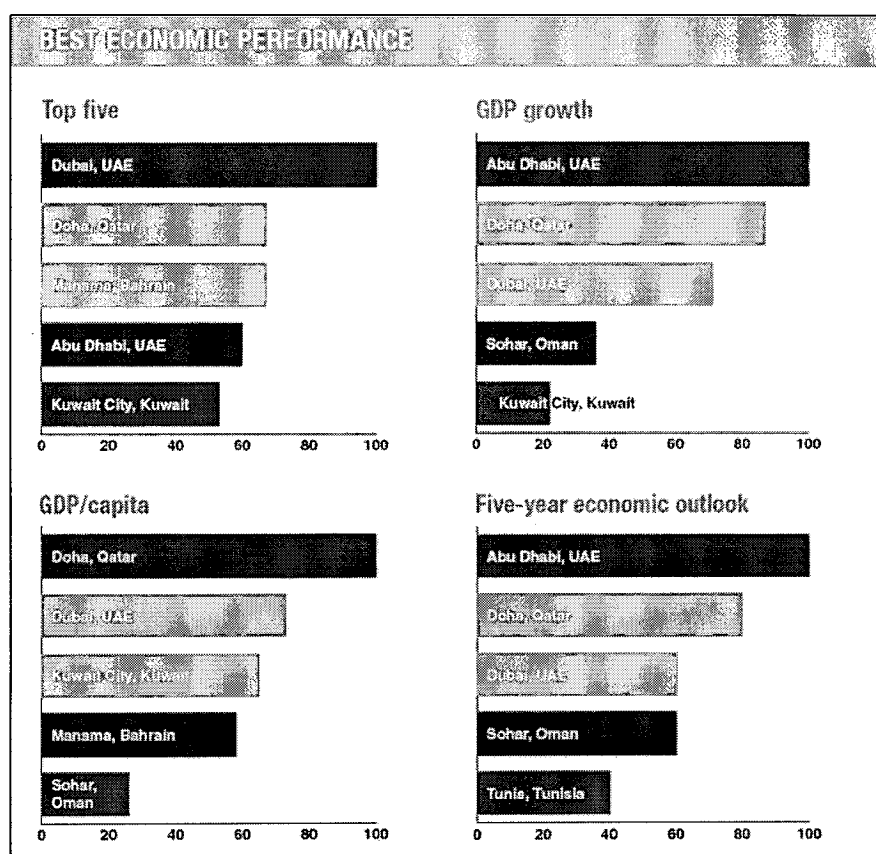 BEST ECONOMIC PERFORMANCE
Top five
Dubai, UAE
Doha, Qatar
Manama, Bahrain
Abu Dhabi, UAE
Kuwait City, Kuwait
0 20 40 60 80 100
GDP growth
Abu Dhabi, UAE
Doha, Qatar
Dubai, UAE
Sohar, Oman
Kuwait City, Kuwait
0 20 40 60 80 100
GDP/capita
Doha, Qatar
Dubai, UAE
Kuwait City, Kuwait
Manama, Bahrain
Sohar,
Oman
0 20 40 60 80 100
Five-year economic outlook
Abu Dhabi, UAE
Doha, Qatar
Dubai, UAE
Sohar, Oman
Tunis, Tunisia
0 20 40 60 80 100